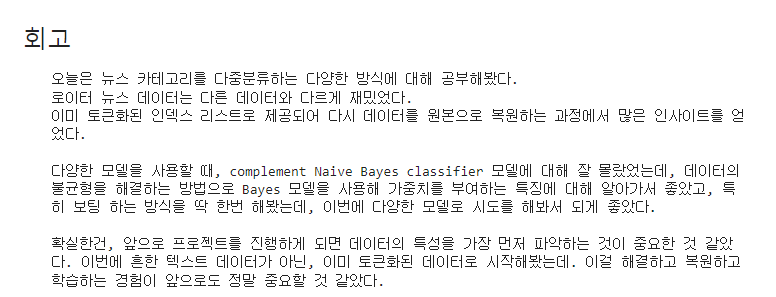 회고
오늘은 뉴스 카테고리를 다중분류하는 다양한 방식에 대해 공부해봤다.
로이터 뉴스 데이터는 다른 데이터와 다르게 재밌었다.
이미 토큰화된 인덱스 리스트로 제공되어 다시 데이터를 원본으로 복원하는 과정에서 많은 인사이트를 얻
었다.
다양한 모델을 사용할 때, complement Naive Bayes classifier 모델에 대해 잘 몰랐었는데, 데이터의
불균형을 해결하는 방법으로 Bayes 모델을 사용해 가중치를 부여하는 특징에 대해 알아가서 좋았고, 특
히 보팅 하는 방식을 딱 한번 해봤는데, 이번에 다양한 모델로 시도를 해봐서 되게 좋았다.
확실한건, 앞으로 프로젝트를 진행하게 되면 데이터의 특성을 가장 먼저 파악하는 것이 중요한 것 같았
다. 이번에 흔한 텍스트 데이터가 아닌, 이미 토큰화된 데이터로 시작해봤는데. 이걸 해결하고 복원하고
학습하는 경험이 앞으로도 정말 중요할 것 같았다.